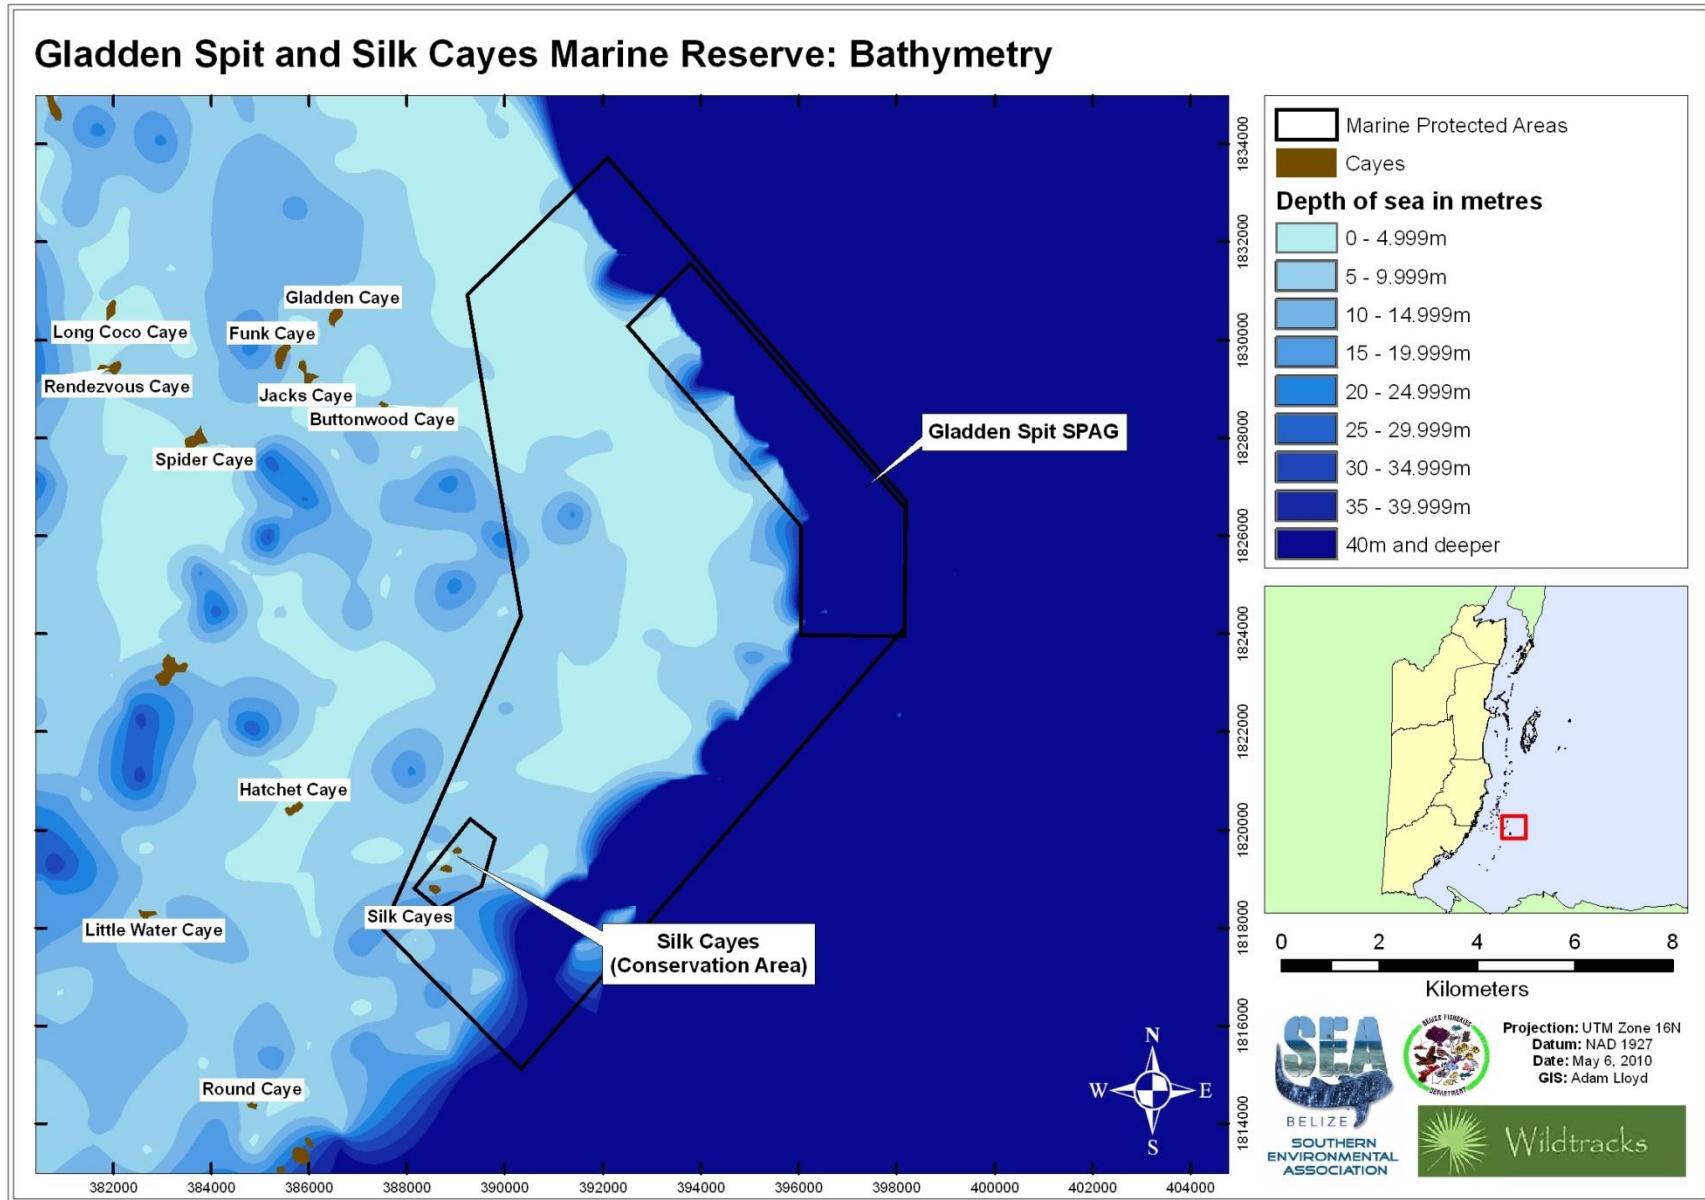 Gladden Spit and Silk Cayes Marine Reserve: Bathymetry
Gladden Caye
Long Coco Caye
Funk Caye
Rendezvous Caye
Jacks Caye
Buttonwood Caye
Spider Caye
Gladden Spit SPAG
Hatchet Caye
Silk Cayes
Little Water Caye
Silk Cayes
(Conservation Area)
Round Caye
N
W
E
S
1834000
1832000
1830000
1828000
1826000
1824000
1822000
1820000
1818000
1816000
1814000
382000 384000 386000 388000 390000 392000 394000 396000 398000 400000 402000 404000
Marine Protected Areas
Cayes
Depth of sea in metres
0 - 4.999m
5 - 9.999m
10 - 14.999m
15 - 19.999m
20 - 24.999m
25 - 29.999m
30 - 34.999m
35 - 39.999m
40m and deeper
0 2 4 6 8
Kilometers
SEA
BELIZE
SOUTHERN
ENVIRONMENTAL
ASSOCIATION
BELIZE FISHERIES
DEPARTMENT
Projection: UTM Zone 16N
Datum: NAD 1927
Date: May 6, 2010
GIS: Adam Lloyd
Wildtracks